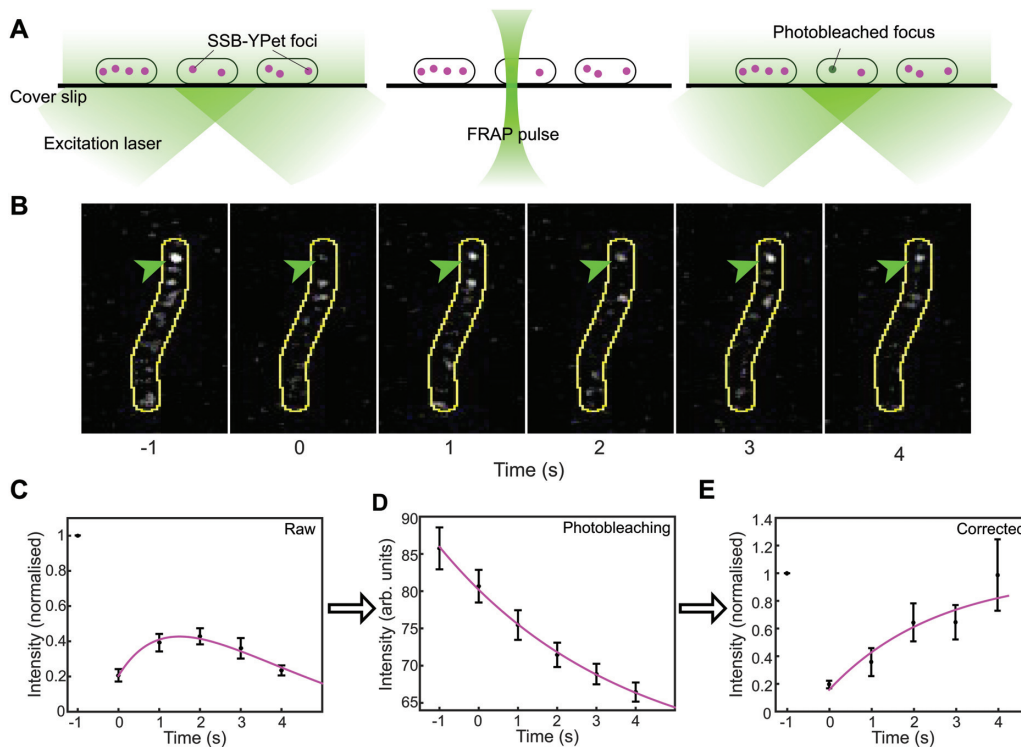 A
SSB-YPet foci
Photobleached focus
Cover slip
Excitation laser
FRAP pulse
B
-1 0 1 2 3 4
Time (s)
C
Raw
Intensity (normalised)
1
0.8
0.6
0.4
0.2
0
-1 0 1 2 3 4
Time (s)
D
Photobleaching
Intensity (arb. units)
90
85
80
75
70
65
-1 0 1 2 3 4
Time (s)
E
Corrected
Intensity (normalised)
1.4
1.2
1
0.8
0.6
0.4
0.2
0
-1 0 1 2 3 4
Time (s)